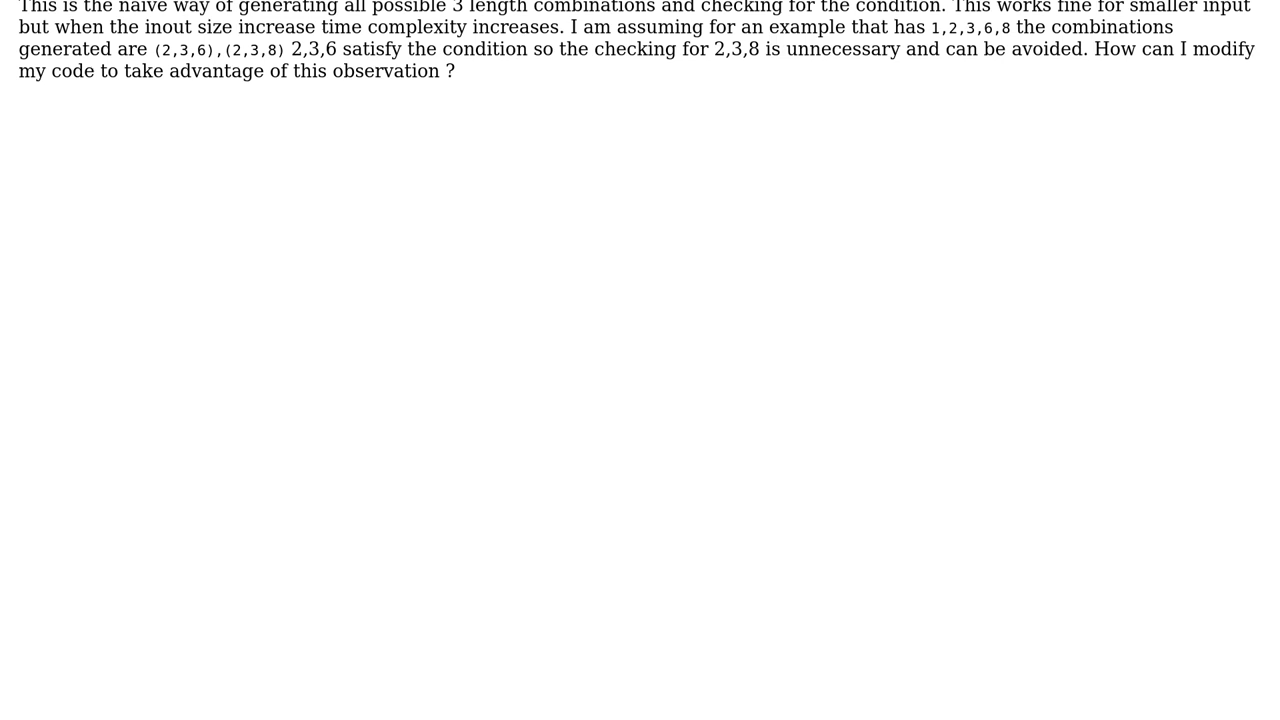 This is the naive way of generating all possible 3 length combinations and checking for the condition. This works fine for smaller input
but when the inout size increase time complexity increases. I am assuming for an example that has 1,2,3,6,8 the combinations
generated are (2,3,6),(2,3,8) 2,3,6 satisfy the condition so the checking for 2,3,8 is unnecessary and can be avoided. How can I modify
my code to take advantage of this observation ?